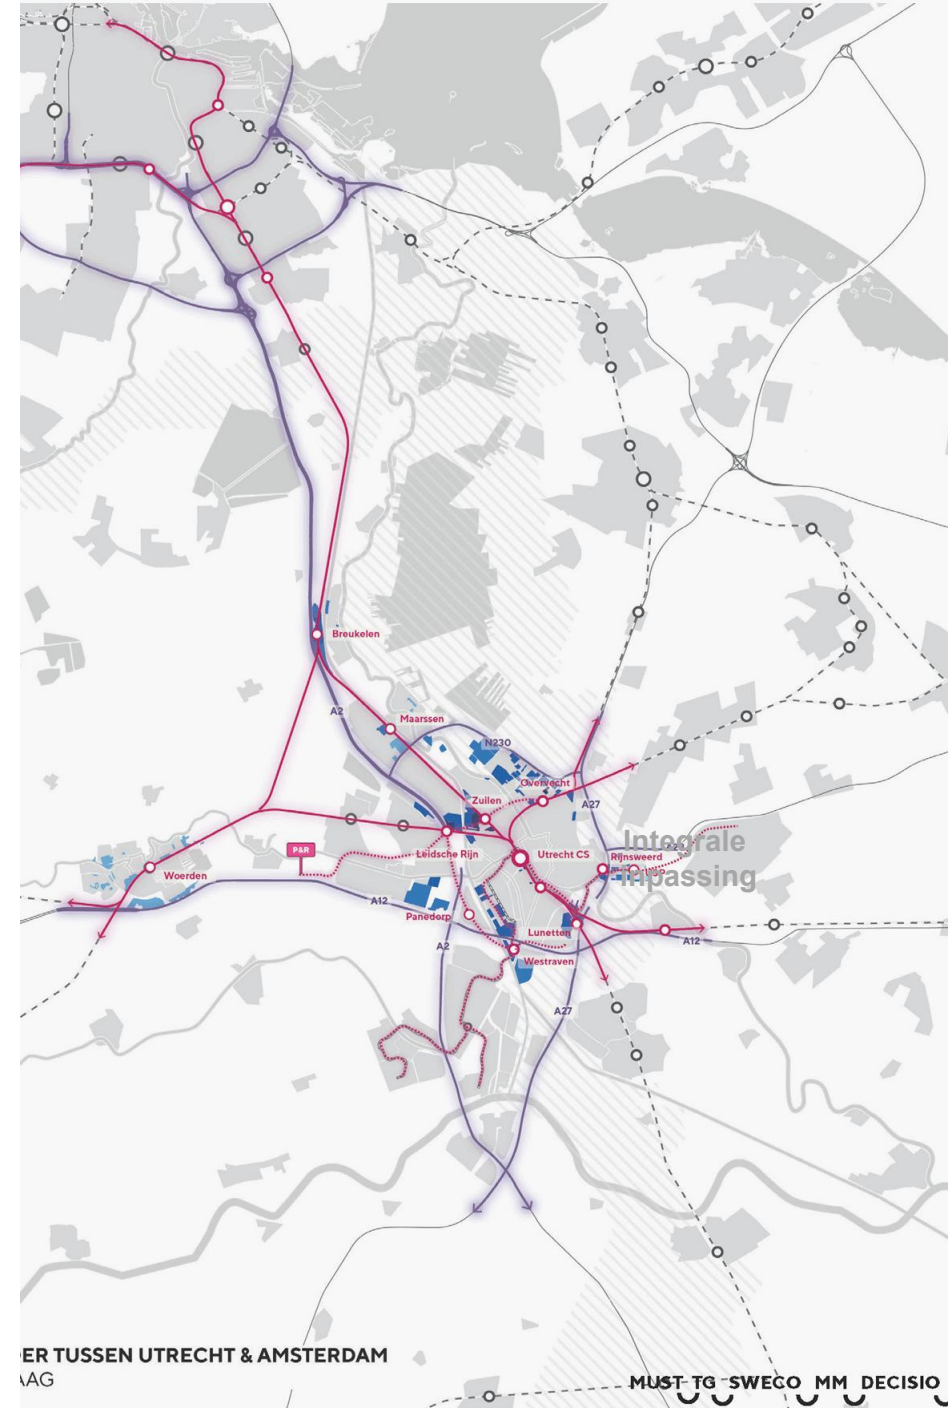 Breukelen
A2
Maarssen
N230
Overvecht
Zuilen
A27
Integrale
inpassing
P&R
Leidsche Rijn
Utrecht CS
Rijnsweerd
Woerden
A12
Panedorp
Lunetten
A12
A2
Westraven
A27
ER TUSSEN UTRECHT & AMSTERDAM
AAG
MUST TG SWECO MM DECISIO